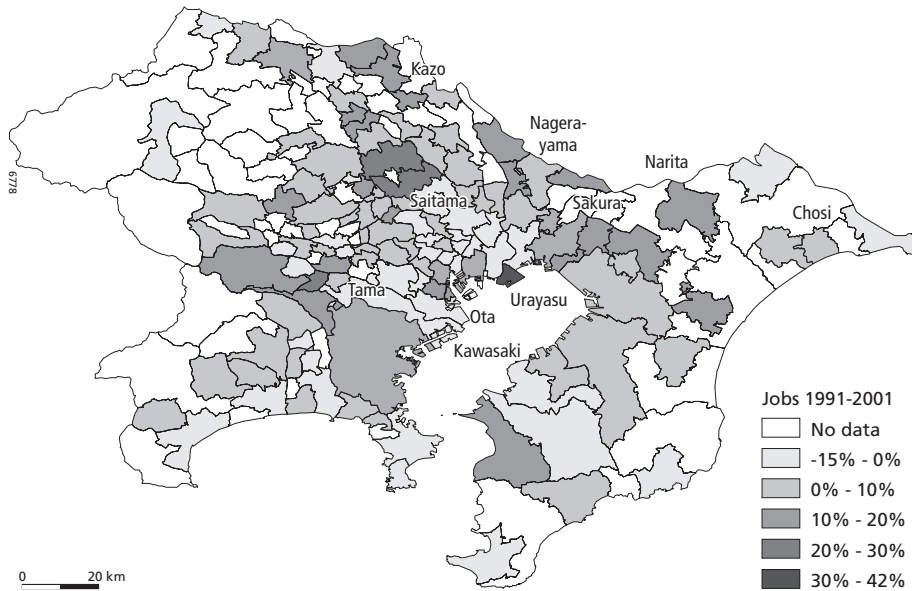 Kazo
Nagera-
yama
Narita
6778
Saitama
Sakura
Chosi
Tama
Urayasu
Ota
Kawasaki
Jobs 1991-2001
No data
-15% - 0%
0% - 10%
10% - 20%
20% - 30%
30% - 42%
0 20 km